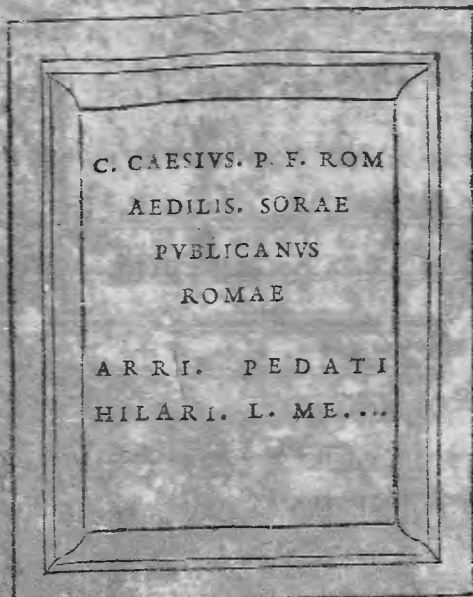 C. CAESIVS. P. F. ROM
AEDILIS. SORAE
PVBLICANVS
ROMAE
ARRI. PEDATI
HILARI. L. ME....